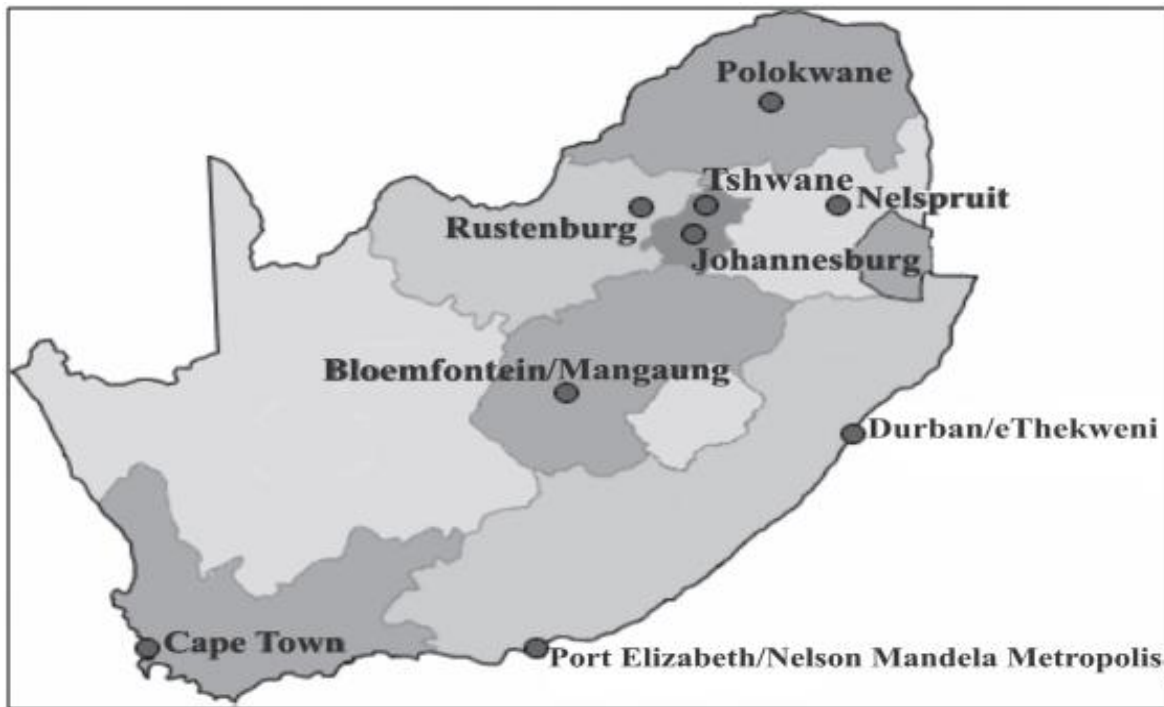 Polokwane
Tshwane
Nelspruit
Rustenburg
Johannesburg
Bloemfontein/Mangaung
Durban/eThekweni
Cape Town
Port Elizabeth/Nelson Mandela Metropolis